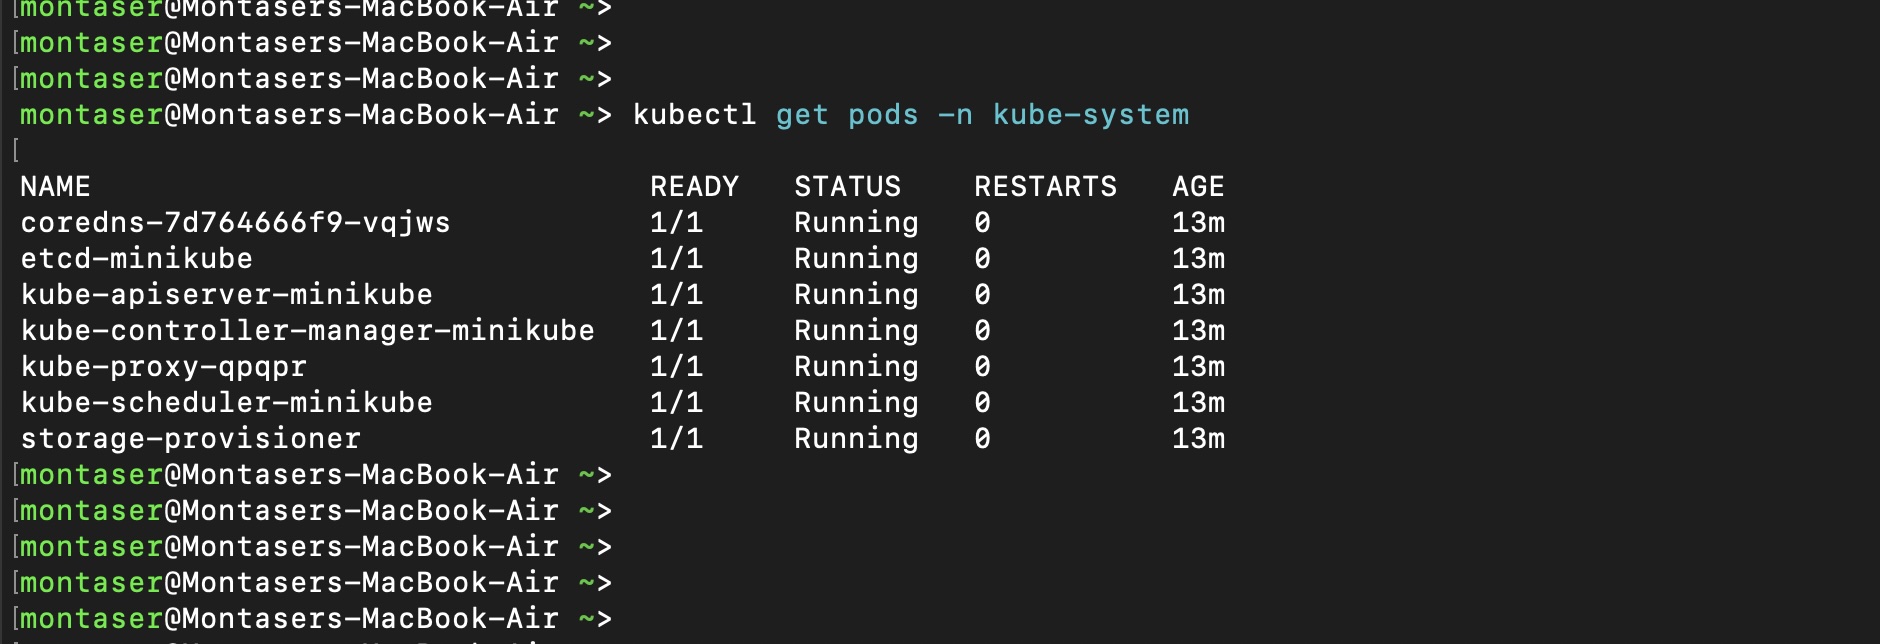 montaser@Montasers-MacBook-Air ~>
[montaser@Montasers-MacBook-Air ~>
[montaser@Montasers-MacBook-Air ~>
montaser@Montasers-MacBook-Air ~> kubectl get pods -n kube-system
[
NAME READY STATUS RESTARTS AGE
coredns-7d764666f9-vqjws 1/1 Running 0 13m
etcd-minikube 1/1 Running 0 13m
kube-apiserver-minikube 1/1 Running 0 13m
kube-controller-manager-minikube 1/1 Running 0 13m
kube-proxy-qpqpr 1/1 Running 0 13m
kube-scheduler-minikube 1/1 Running 0 13m
storage-provisioner 1/1 Running 0 13m
[montaser@Montasers-MacBook-Air ~>
[montaser@Montasers-MacBook-Air ~>
[montaser@Montasers-MacBook-Air ~>
[montaser@Montasers-MacBook-Air ~>
[montaser@Montasers-MacBook-Air ~>